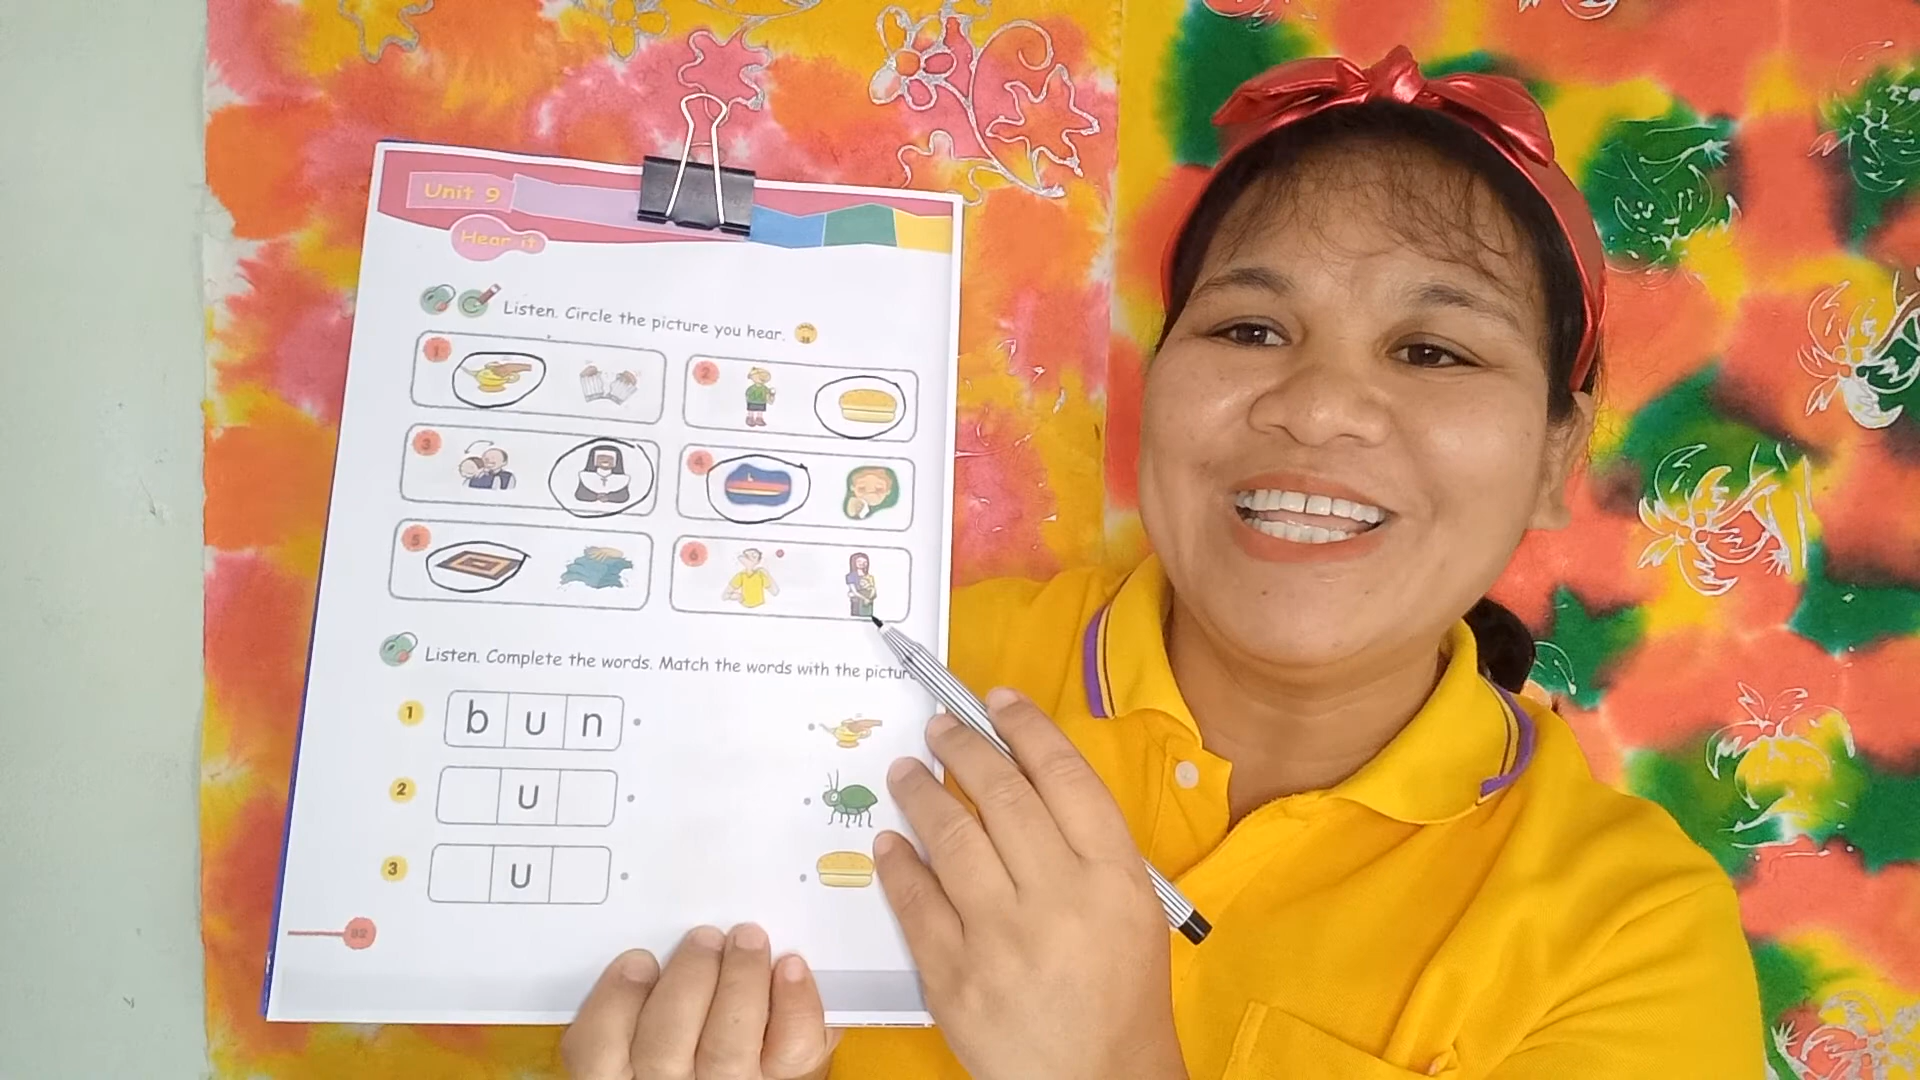 Unit 9
Hear it
Listen. Circle the picture you hear.
1
2
3
4
5
6
Listen. Complete the words. Match the words with the
1 b u n
2 u
3 u
92